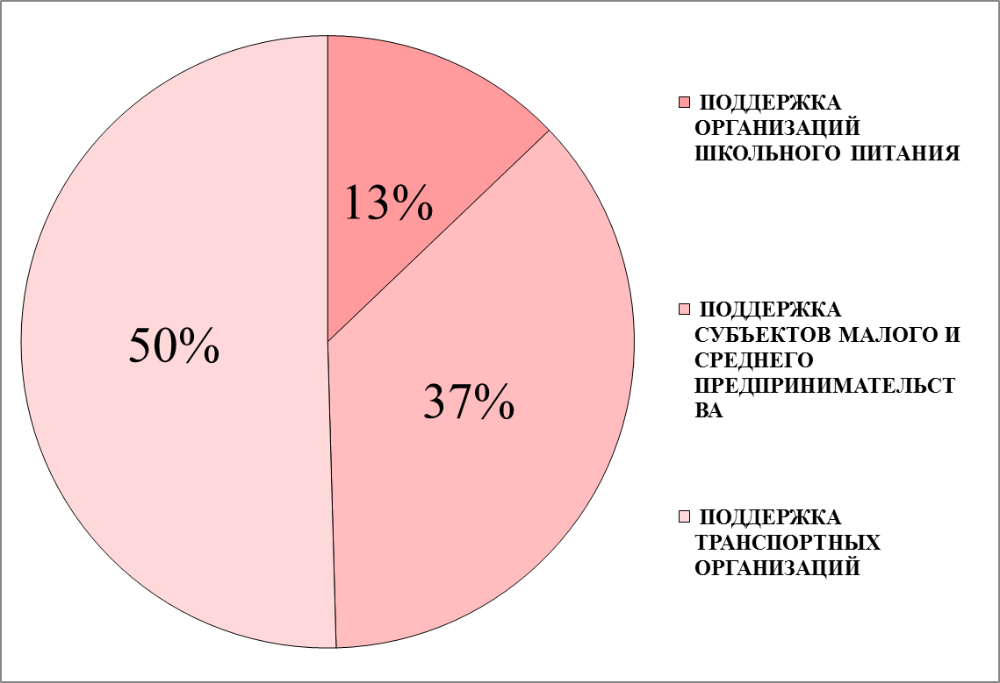 13%
50%
37%
ПОДДЕРЖКА
ОРГАНИЗАЦИЙ
ШКОЛЬНОГО ПИТАНИЯ
ПОДДЕРЖКА
СУБЪЕКТОВ МАЛОГО И
СРЕДНЕГО
ПРЕДПРИНИМАТЕЛЬСТ
ВА
ПОДДЕРЖКА
ТРАНСПОРТНЫХ
ОРГАНИЗАЦИЙ